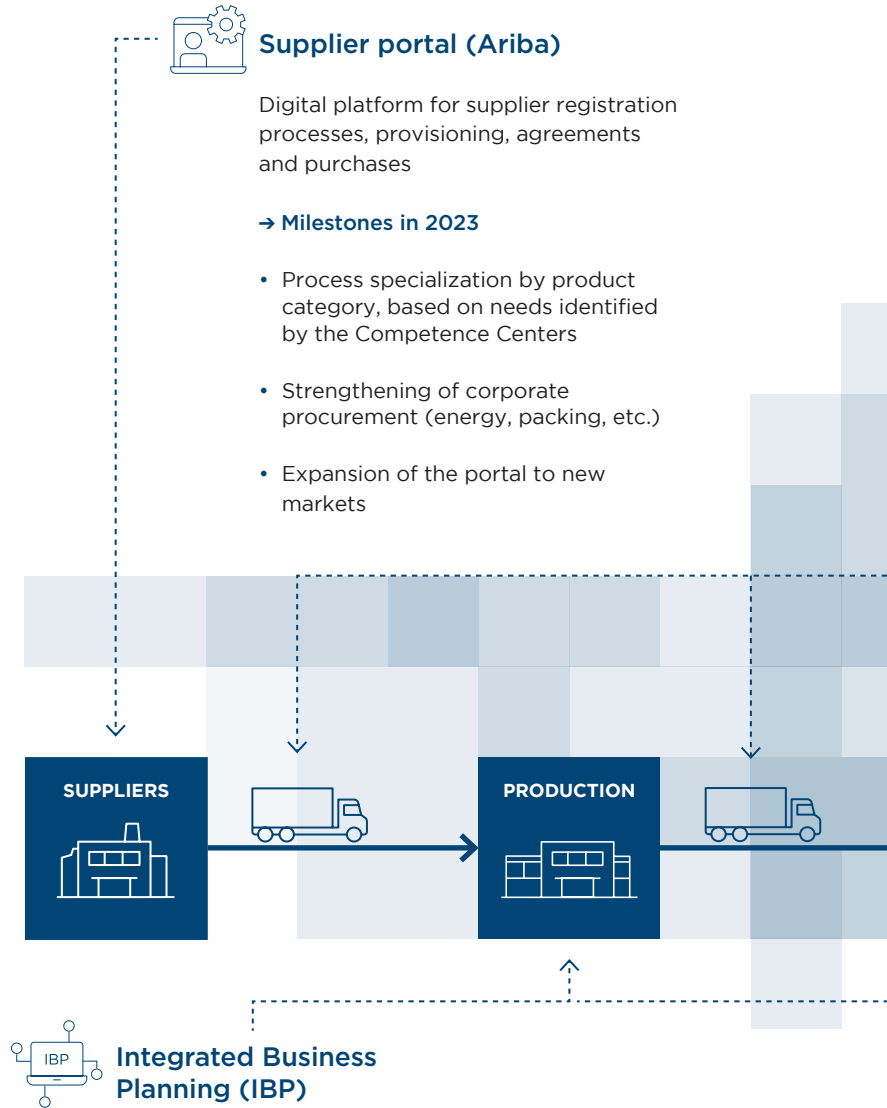 Supplier portal (Ariba)
Digital platform for supplier registration
processes, provisioning, agreements
and purchases
→ Milestones in 2023
• Process specialization by product
category, based on needs identified
by the Competence Centers
• Strengthening of corporate
procurement (energy, packing, etc.)
• Expansion of the portal to new
markets
SUPPLIERS
PRODUCTION
IBP
Integrated Business
Planning (IBP)